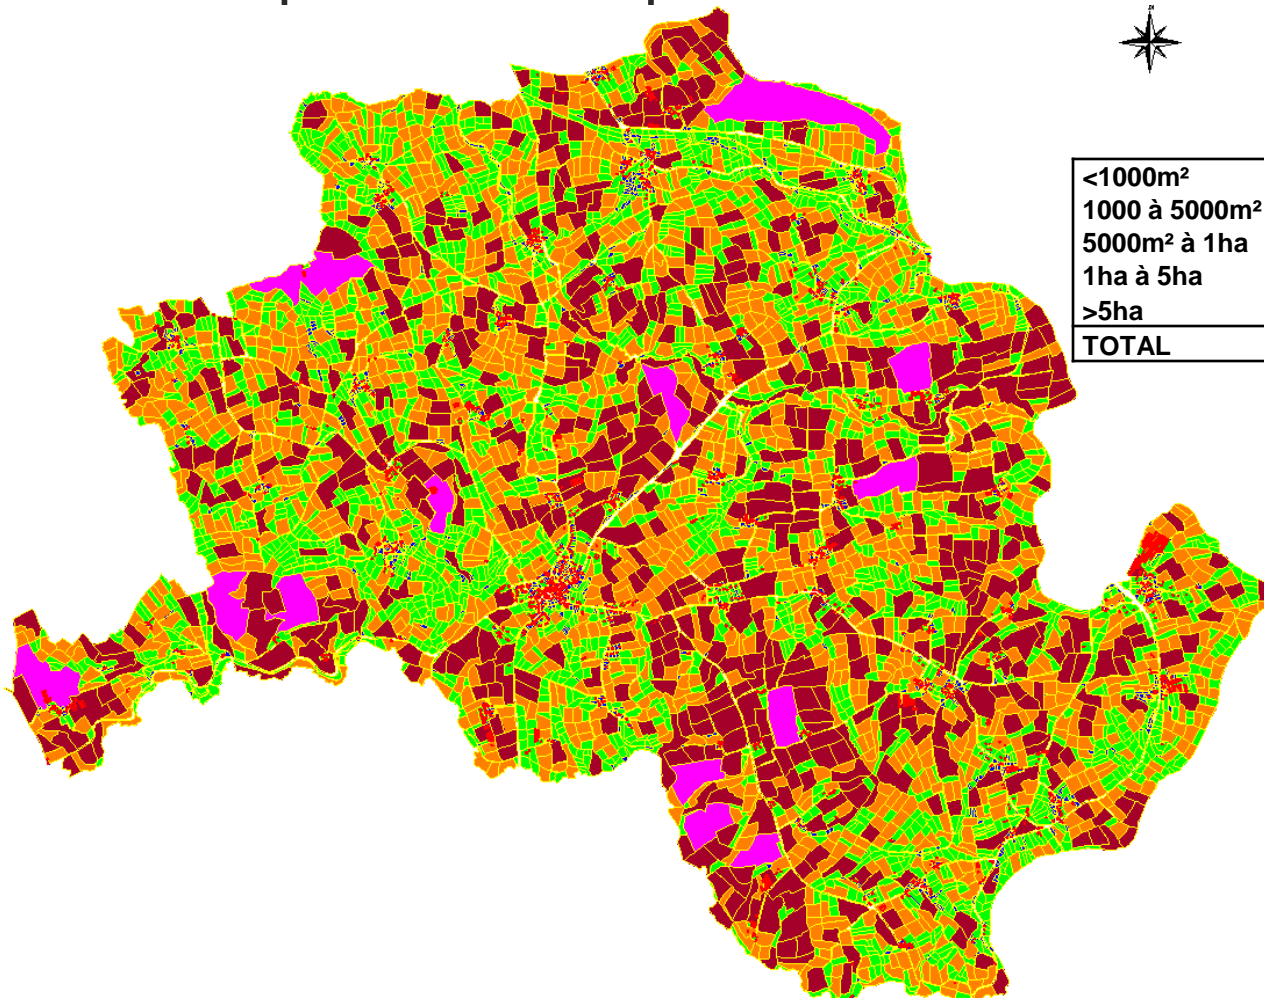 <1000m²
1000 à 5000m²
5000m² à 1ha
1ha à 5ha
>5ha
TOTAL